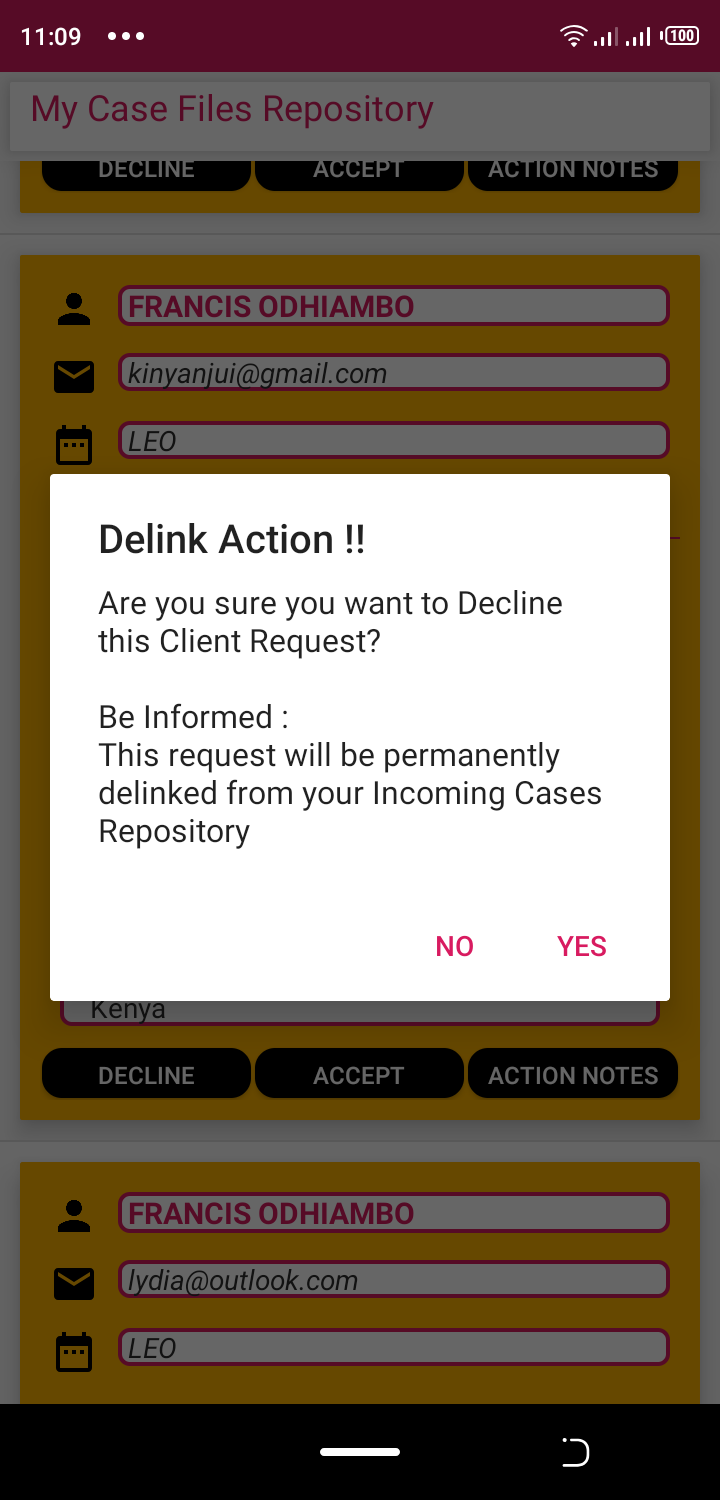 11:09
100
My Case Files Repository
DECLINE ACCEPT ACTION NOTES
FRANCIS ODHIAMBO
kinyanjui@gmail.com
LEO
Delink Action !!
Are you sure you want to Decline
this Client Request?
Be Informed :
This request will be permanently
delinked from your Incoming Cases
Repository
NO YES
Kenya
DECLINE ACCEPT ACTION NOTES
FRANCIS ODHIAMBO
lydia@outlook.com
LEO